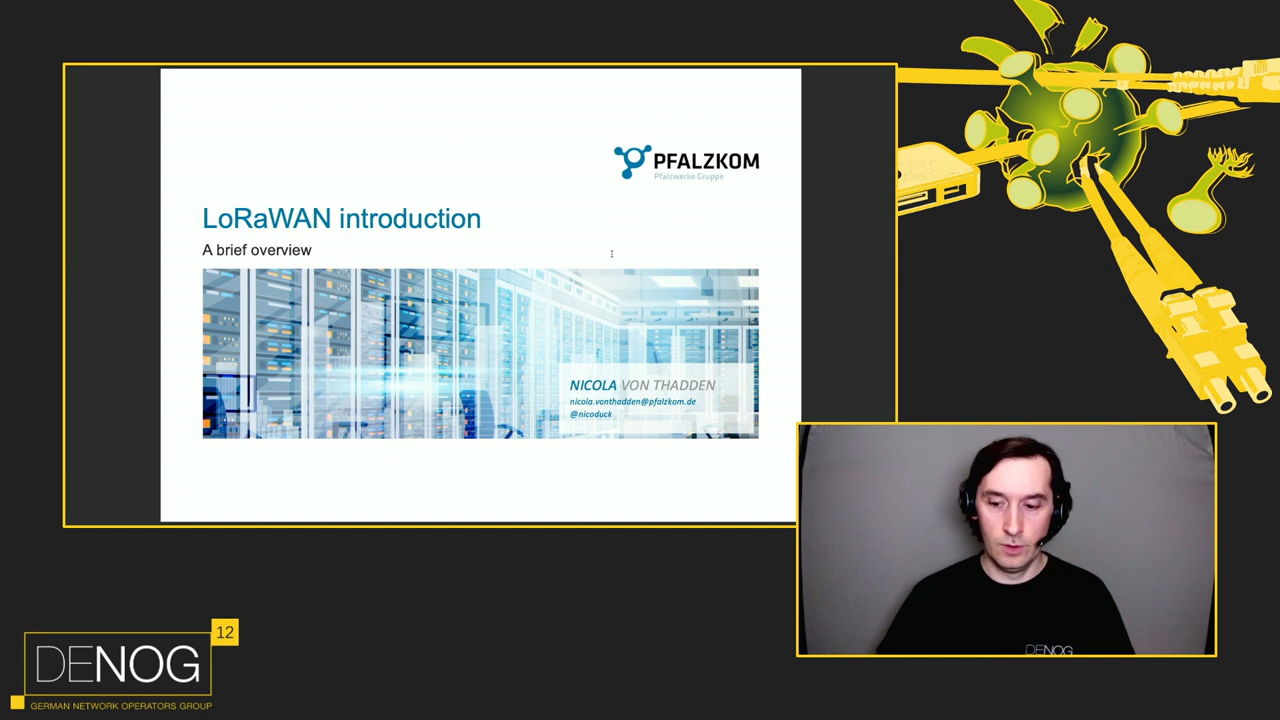 PFALZKOM
Pfalzwerke Gruppe
LoRaWAN introduction
A brief overview
NICOLA VON THADDEN
nicola.vonthadden@pfalzkom.de
@nicoduck
DENOG
12
DENOG
GERMAN NETWORK OPERATORS GROUP